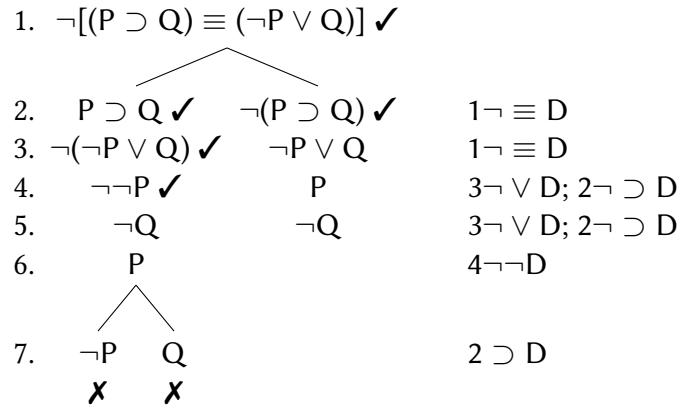 1. ¬[(P ⊃ Q) ≡ (¬P ∨ Q)] ✓
2. P ⊃ Q ✓ ¬(P ⊃ Q) ✓ 1¬ ≡ D
3. ¬(¬P ∨ Q) ✓ ¬P ∨ Q 1¬ ≡ D
4. ¬¬P ✓ P 3¬ ∨ D; 2¬ ⊃ D
5. ¬Q ¬Q 3¬ ∨ D; 2¬ ⊃ D
6. P 4¬¬D
7. ¬P Q 2 ⊃ D
✗ ✗